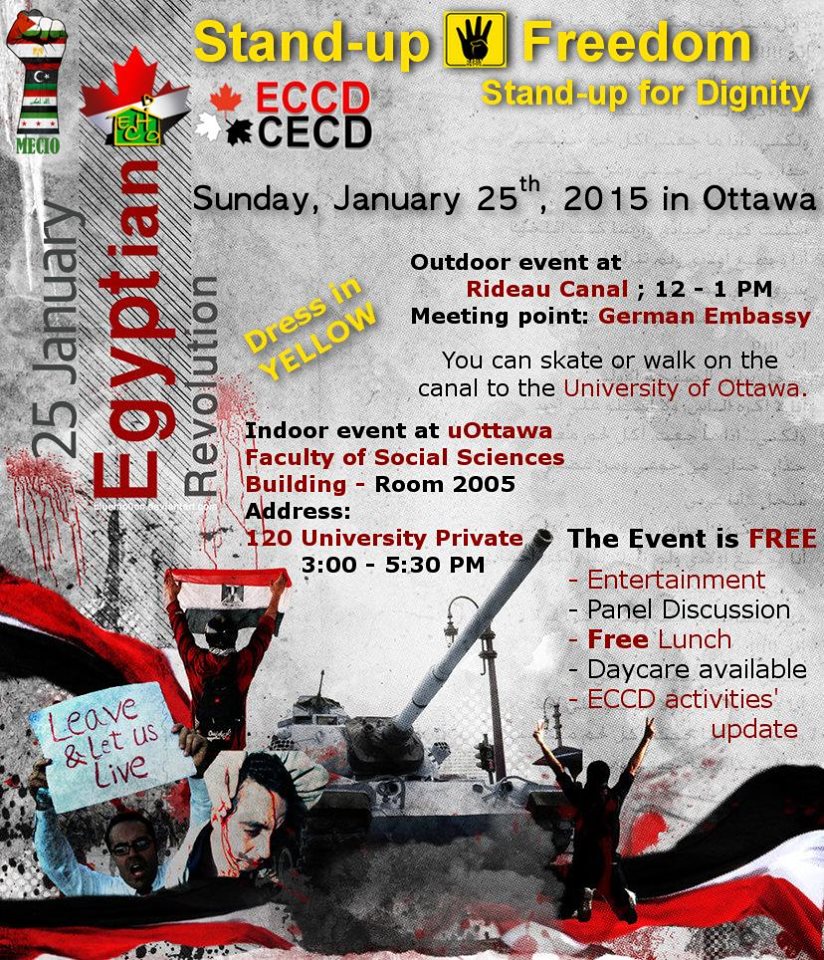 Stand-up Freedom
Stand-up for Dignity
MECIO
ECCD
CECD
25 January
Egyptian
Revolution
Sunday, January 25th, 2015 in Ottawa
Outdoor event at
Rideau Canal ; 12 - 1 PM
Meeting point: German Embassy
Dress in
YELLOW
You can skate or walk on the
canal to the University of Ottawa.
Indoor event at uOttawa
Faculty of Social Sciences
Building - Room 2005
Address:
120 University Private
3:00 - 5:30 PM
The Event is FREE
- Entertainment
- Panel Discussion
- Free Lunch
- Daycare available
- ECCD activities'
update
Leave
& Let us
Live